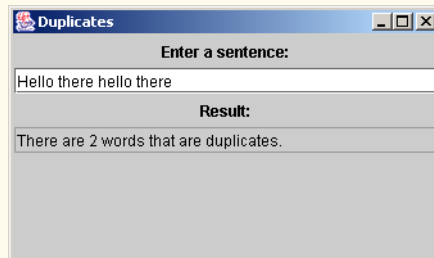 Duplicates
Enter a sentence:
Hello there hello there
Result:
There are 2 words that are duplicates.